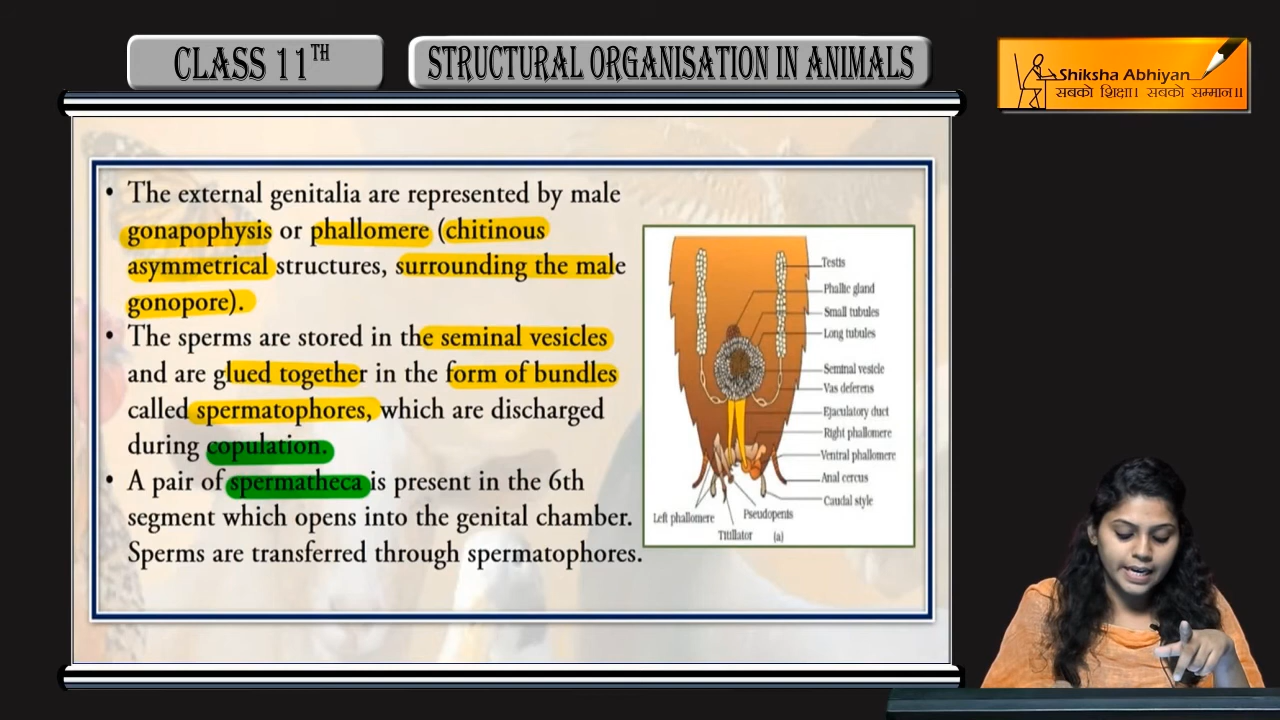 CLASS 11TH
STRUCTURAL ORGANISATION IN ANIMALS
Shiksha Abhiyan
सबको शिक्षा। सबको सम्मान।।
• The external genitalia are represented by male
gonapophysis or phallomere (chitinous
asymmetrical structures, surrounding the male
gonopore).
• The sperms are stored in the seminal vesicles
and are glued together in the form of bundles
called spermatophores, which are discharged
during copulation.
• A pair of spermatheca is present in the 6th
segment which opens into the genital chamber.
Sperms are transferred through spermatophores.
Testis
Phallic gland
Small tubules
Long tubules
Seminal vesicle
Vas deferens
Ejaculatory duct
Right phallomere
Ventral phallomere
Anal cercus
Caudal style
Left phallomere
Pseudopenis
Titillator
(a)